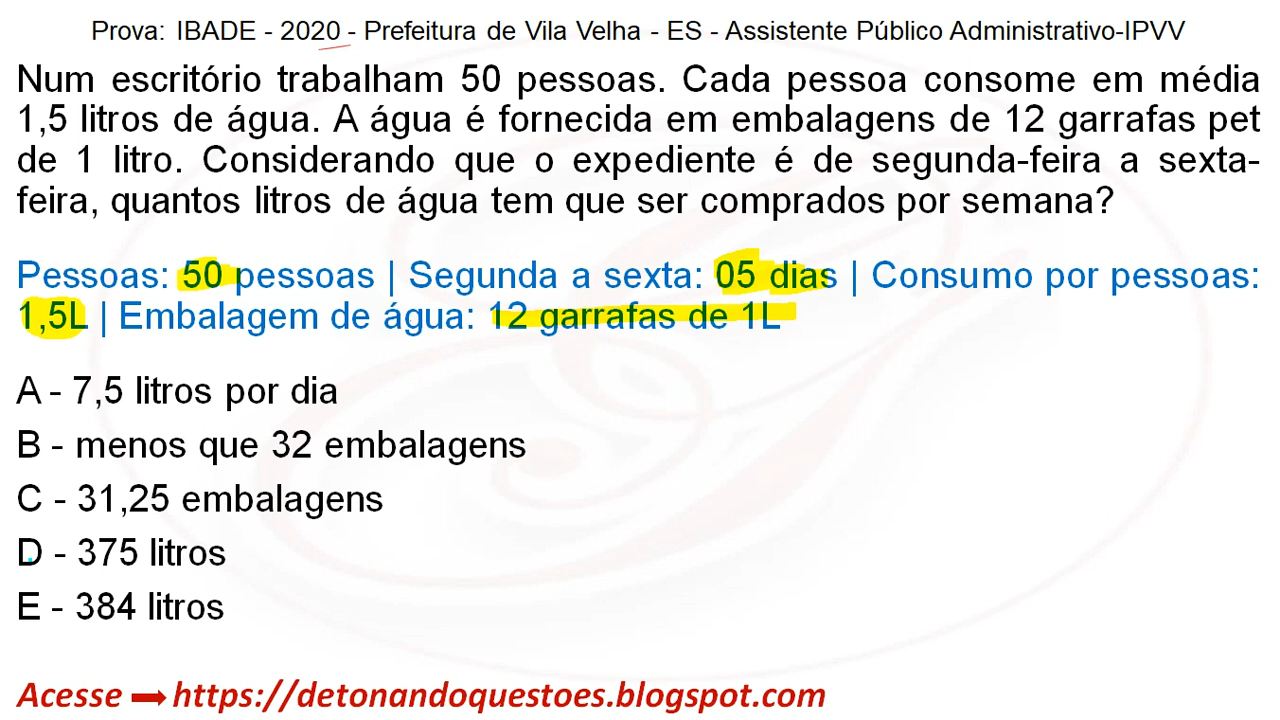 Prova: IBADE - 2020 - Prefeitura de Vila Velha - ES - Assistente Público Administrativo-IPVV
Num escritório trabalham 50 pessoas. Cada pessoa consome em média
1,5 litros de água. A água é fornecida em embalagens de 12 garrafas pet
de 1 litro. Considerando que o expediente é de segunda-feira a sexta-
feira, quantos litros de água tem que ser comprados por semana?
Pessoas: 50 pessoas | Segunda a sexta: 05 dias | Consumo por pessoas:
1,5L | Embalagem de água: 12 garrafas de 1L
A - 7,5 litros por dia
B - menos que 32 embalagens
C - 31,25 embalagens
D - 375 litros
E - 384 litros
Acesse ➡ https://detonandoquestoes.blogspot.com